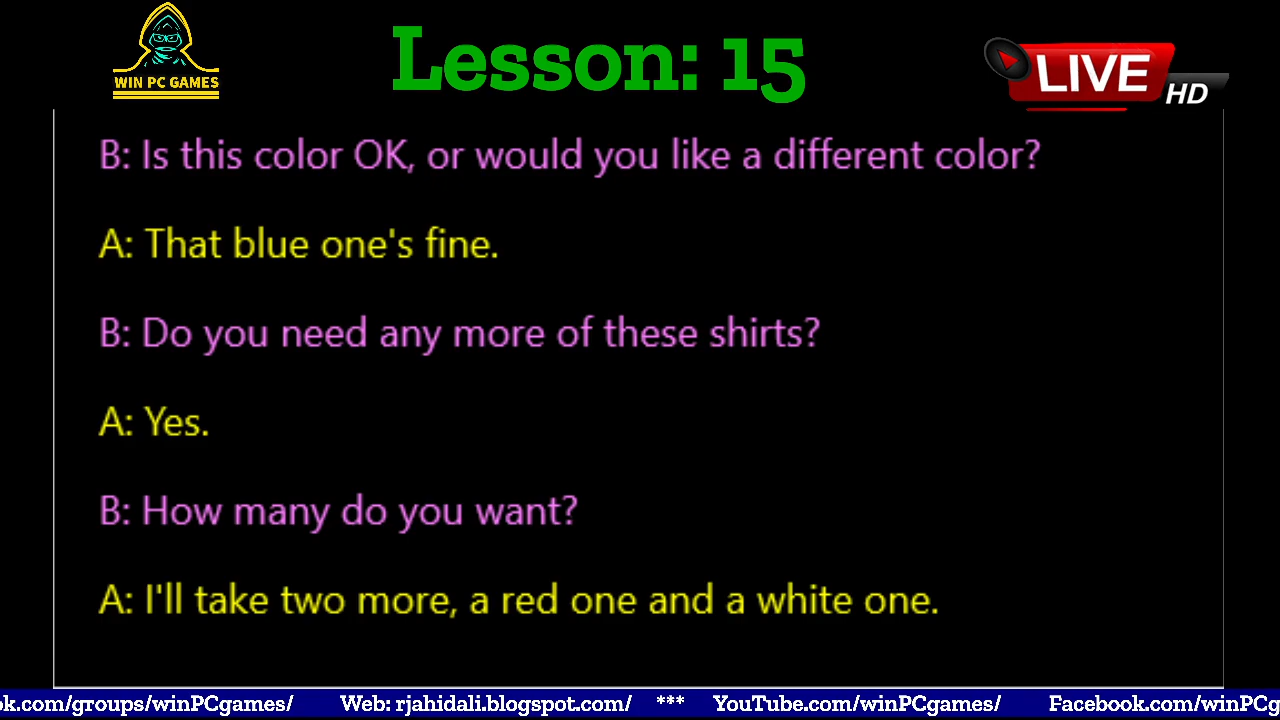 WIN PC GAMES
Lesson: 15
LIVE
HD
B: Is this color OK, or would you like a different color?
A: That blue one's fine.
B: Do you need any more of these shirts?
A: Yes.
B: How many do you want?
A: I'll take two more, a red one and a white one.
ok.com/groups/winPCgames/ Web: rjahidali.blogspot.com/ *** YouTube.com/winPCgames/ Facebook.com/winPCg